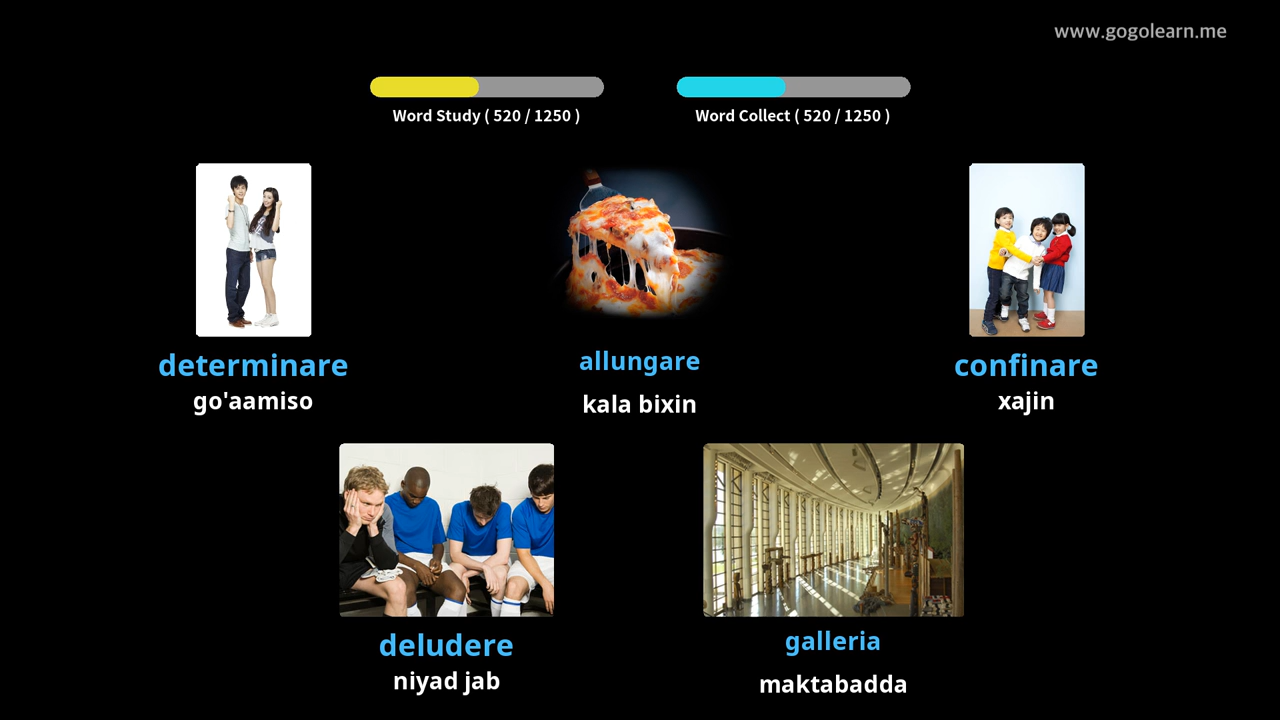 www.gogolearn.me
Word Study ( 520 / 1250 )
Word Collect ( 520 / 1250 )
determinare
go'aamiso
allungare
kala bixin
confinare
xajin
deludere
niyad jab
galleria
maktabadda